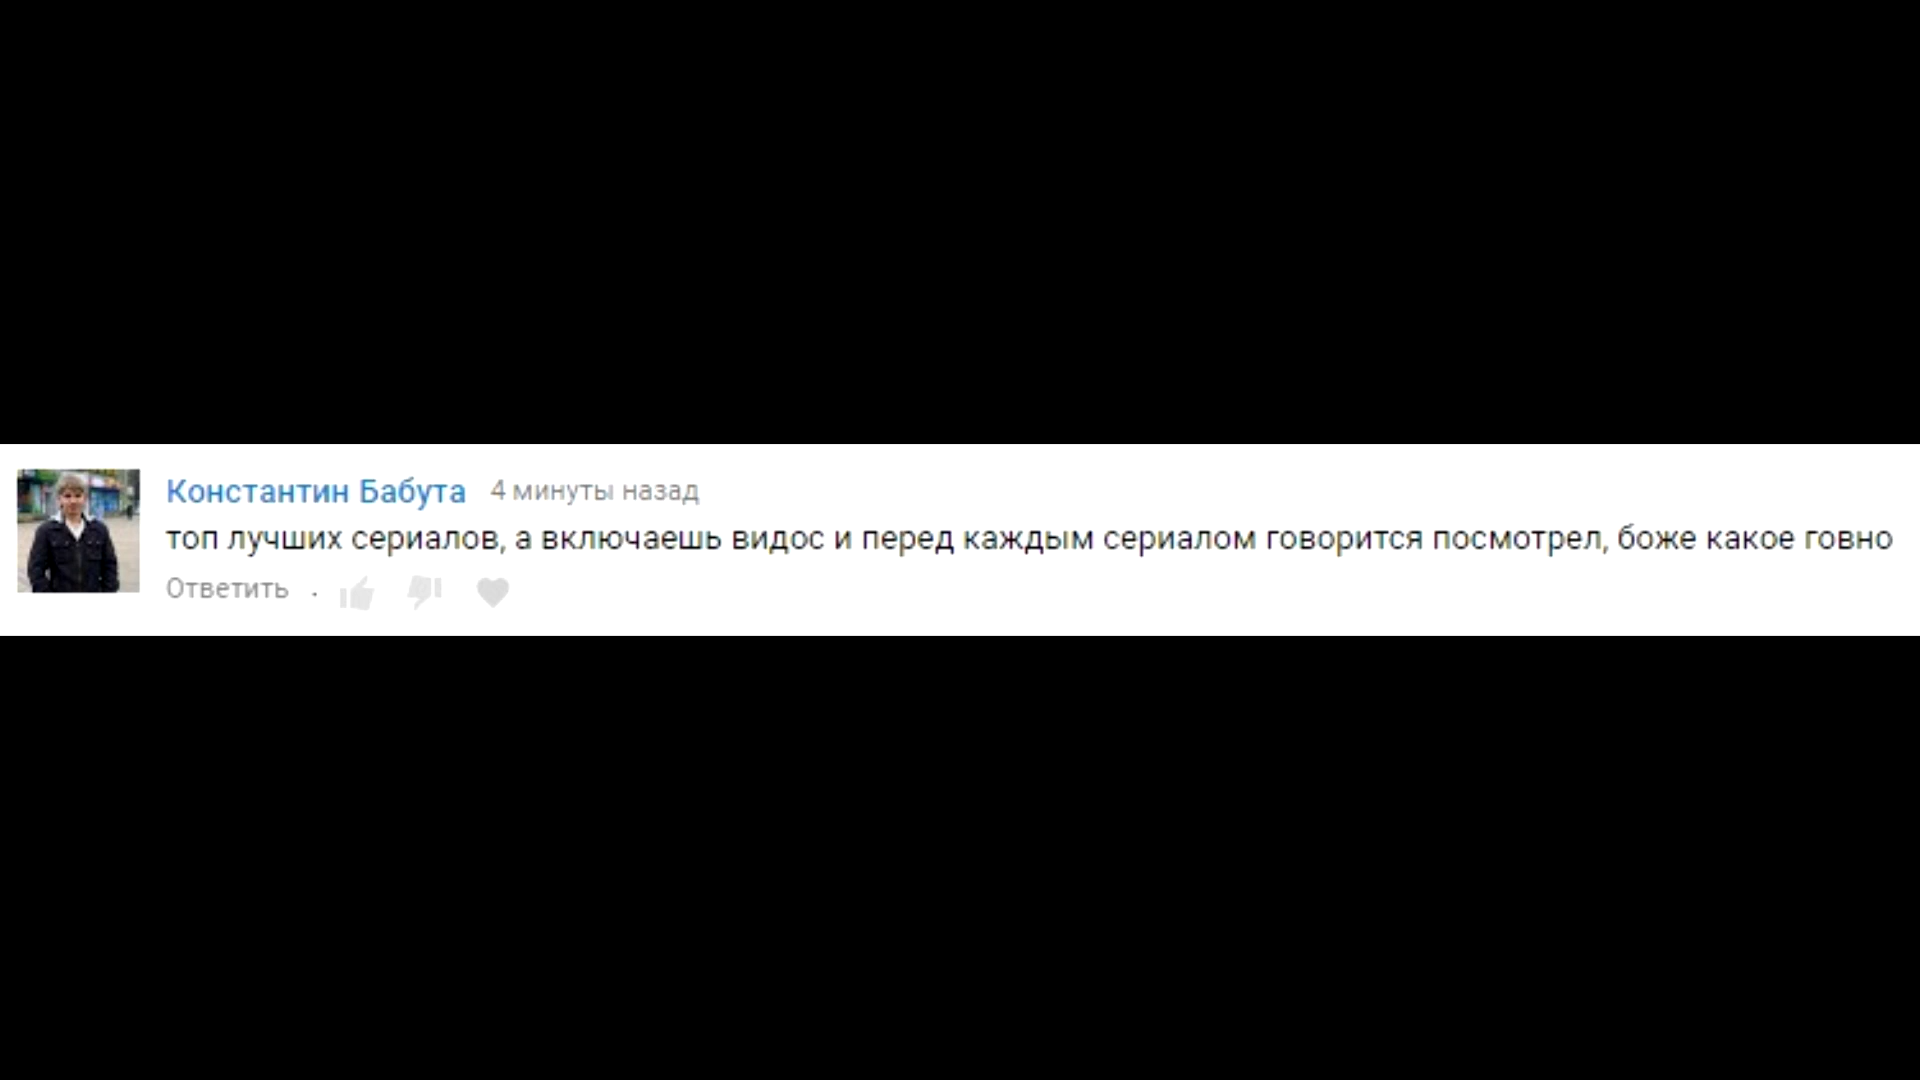 Константин Бабута 4 минуты назад
топ лучших сериалов, а включаешь видос и перед каждым сериалом говорится посмотрел, боже какое говно
Ответить .